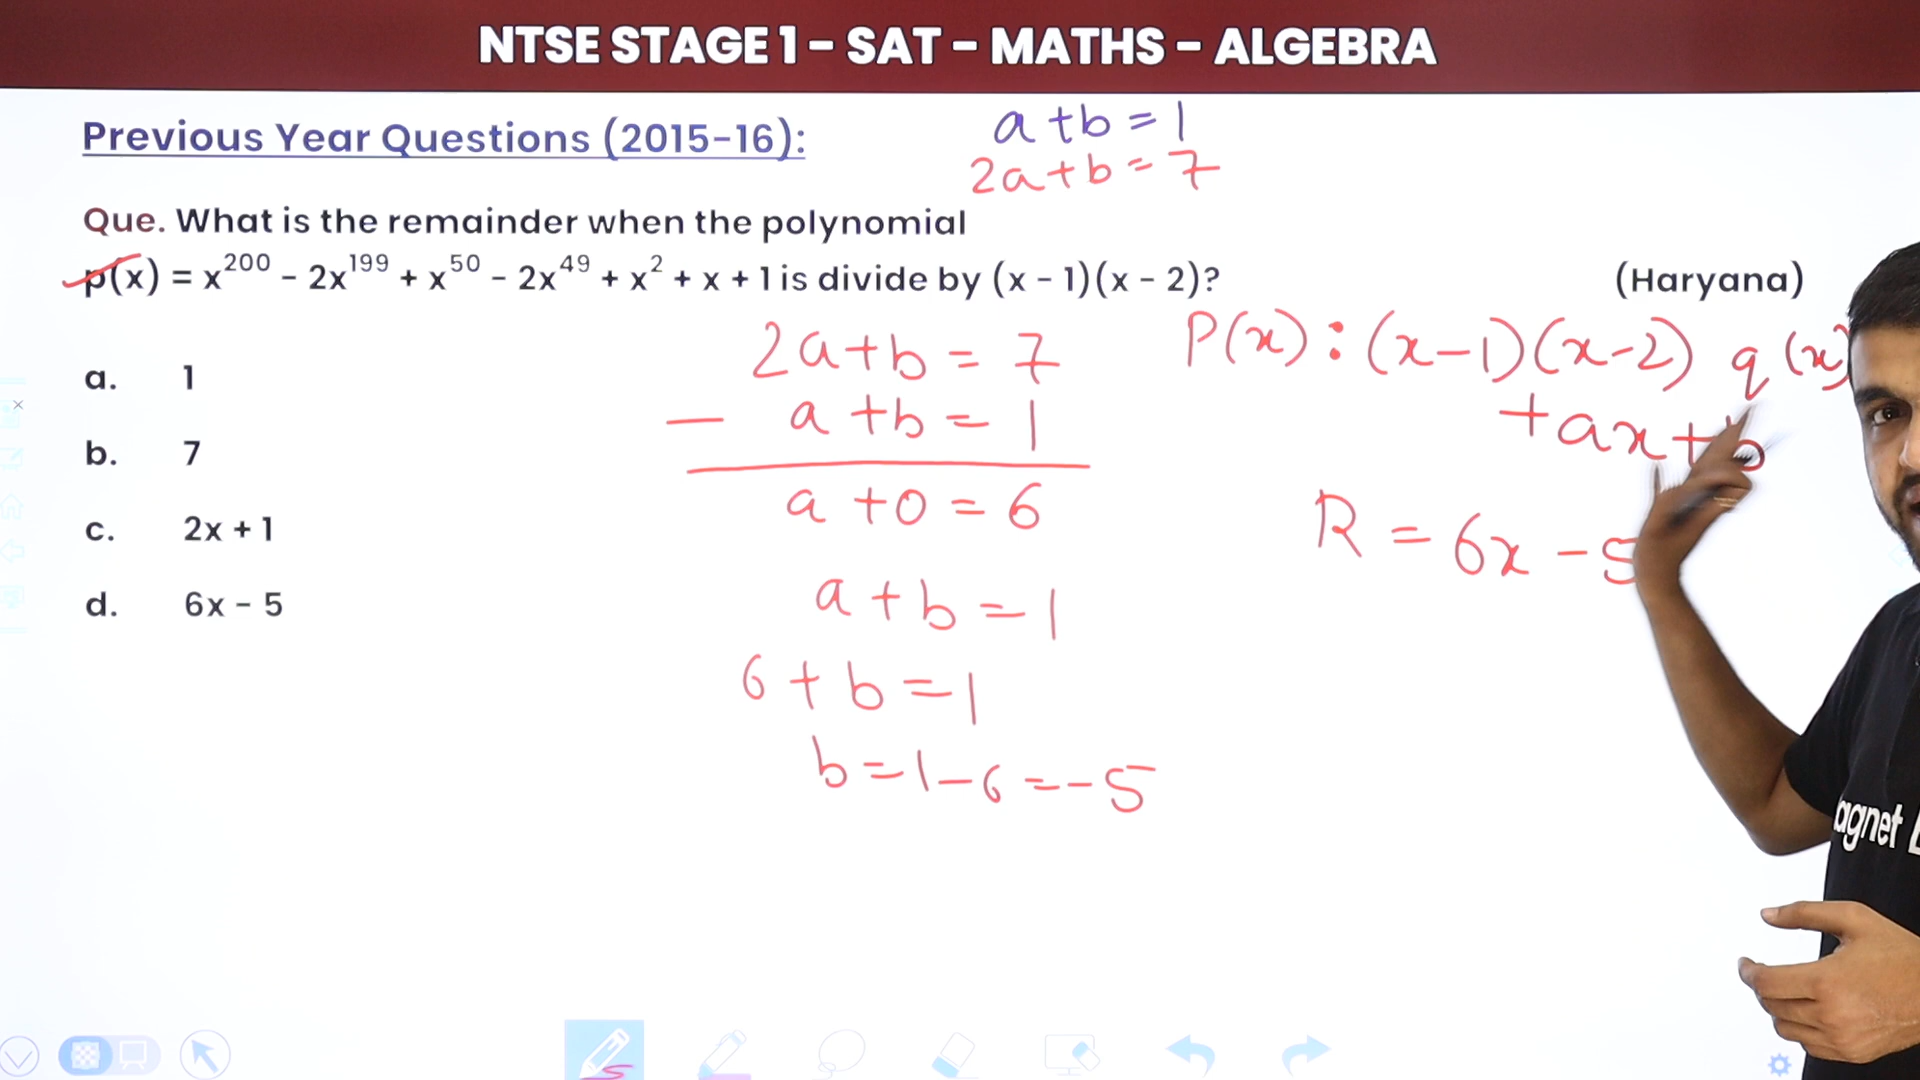 NTSE STAGE 1 – SAT – MATHS – ALGEBRA
Previous Year Questions (2015-16):
a + b = 1
2a + b = 7
Que. What is the remainder when the polynomial
p(x) = x²⁰⁰ - 2x¹⁹⁹ + x⁵⁰ - 2x⁴⁹ + x² + x + 1 is divide by (x - 1)(x - 2)?
(Haryana)
a. 1
b. 7
c. 2x + 1
d. 6x - 5
2a + b = 7
– a + b = 1
a + 0 = 6
a + b = 1
6 + b = 1
b = 1 – 6 = – 5
P(x) : (x–1)(x–2) q(x)
+ ax + b
R = 6x – 5
agnet